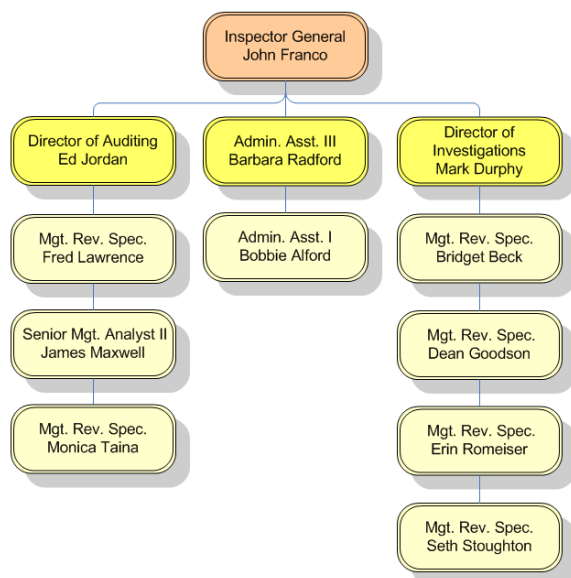 Inspector General
John Franco
Director of Auditing
Ed Jordan
Admin. Asst. III
Barbara Radford
Director of
Investigations
Mark Durphy
Mgt. Rev. Spec.
Fred Lawrence
Admin. Asst. I
Bobbie Alford
Mgt. Rev. Spec.
Bridget Beck
Senior Mgt. Analyst II
James Maxwell
Mgt. Rev. Spec.
Dean Goodson
Mgt. Rev. Spec.
Monica Taina
Mgt. Rev. Spec.
Erin Romeiser
Mgt. Rev. Spec.
Seth Stoughton